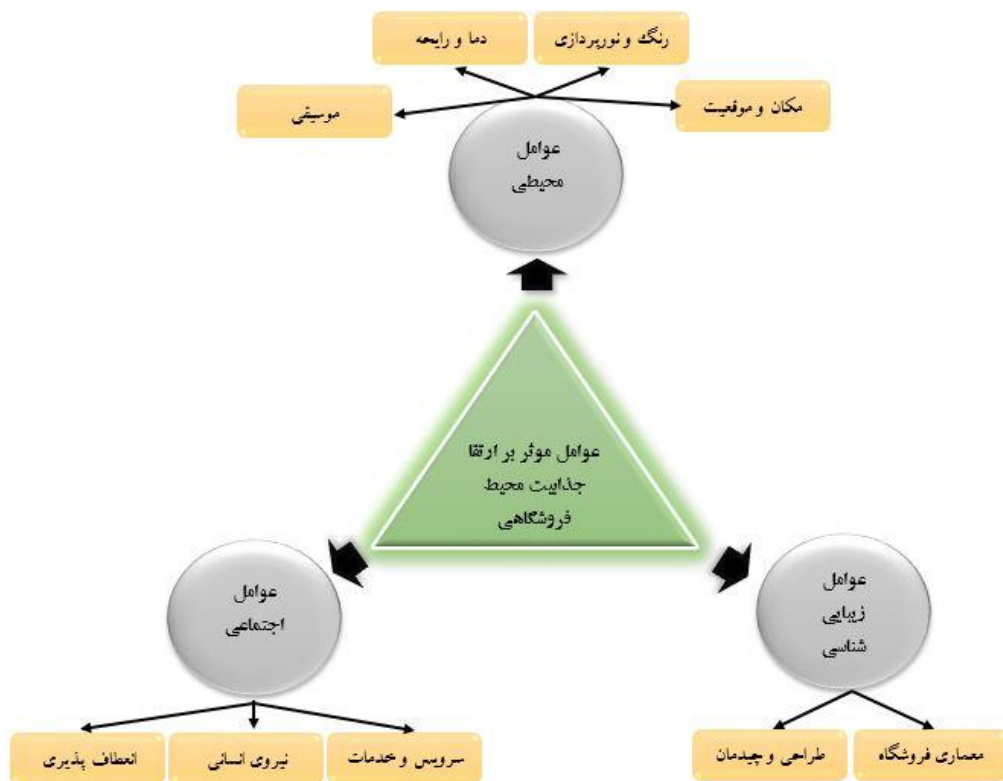 رنگ و نورپردازی
دما و رایحه
مکان و موقعیت
موسیقی
عوامل
محیطی
عوامل موثر بر ارتقا
جذابیت محیط
فروشگاهی
عوامل
زیبایی
شناسی
عوامل
اجتماعی
معماری فروشگاه
طراحی و چیدمان
سرویس و خدمات
نیروی انسانی
انعطاف پذیری